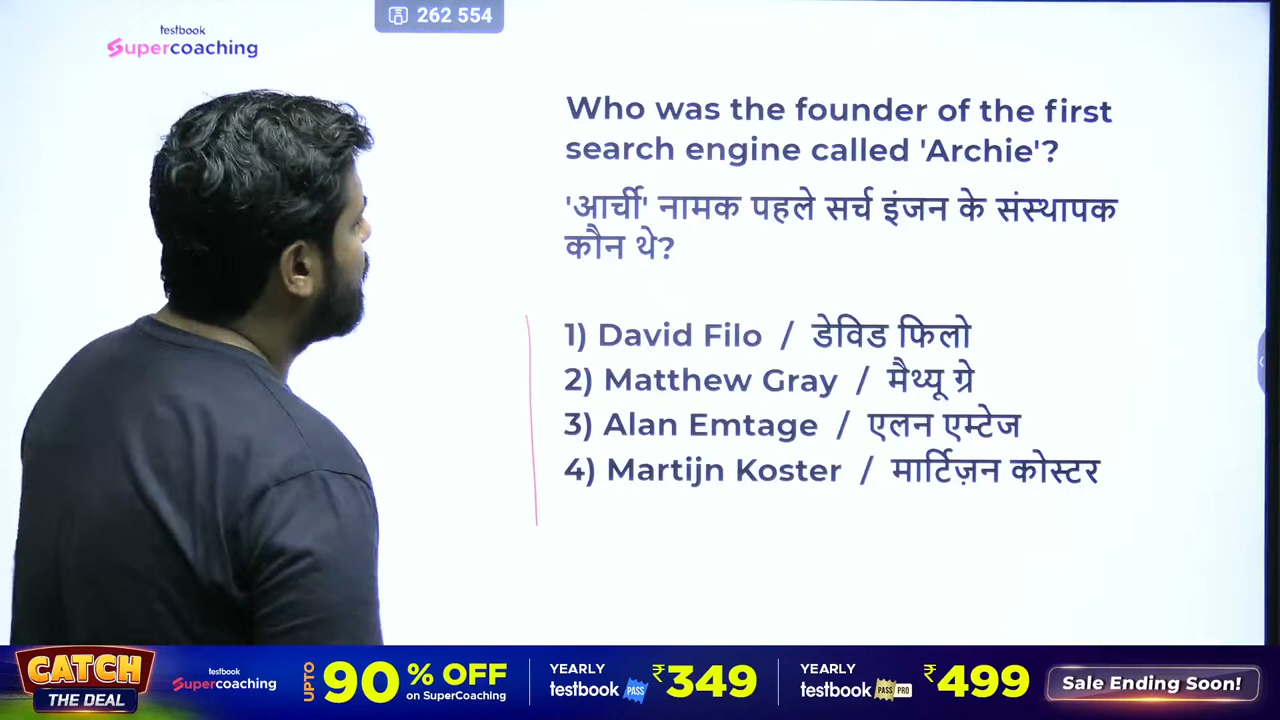 262 554
testbook
Supercoaching
Who was the founder of the first
search engine called 'Archie'?
'आर्ची' नामक पहले सर्च इंजन के संस्थापक
कौन थे?
1) David Filo / डेविड फिलो
2) Matthew Gray / मैथ्यू ग्रे
3) Alan Emtage / एलन एम्टेज
4) Martijn Koster / मार्टिज़न कोस्टर
CATCH
THE DEAL
testbook
Supercoaching
UPTO
90% OFF
on SuperCoaching
YEARLY
testbook PASS
₹349
YEARLY
testbook PASS PRO
₹499
Sale Ending Soon!